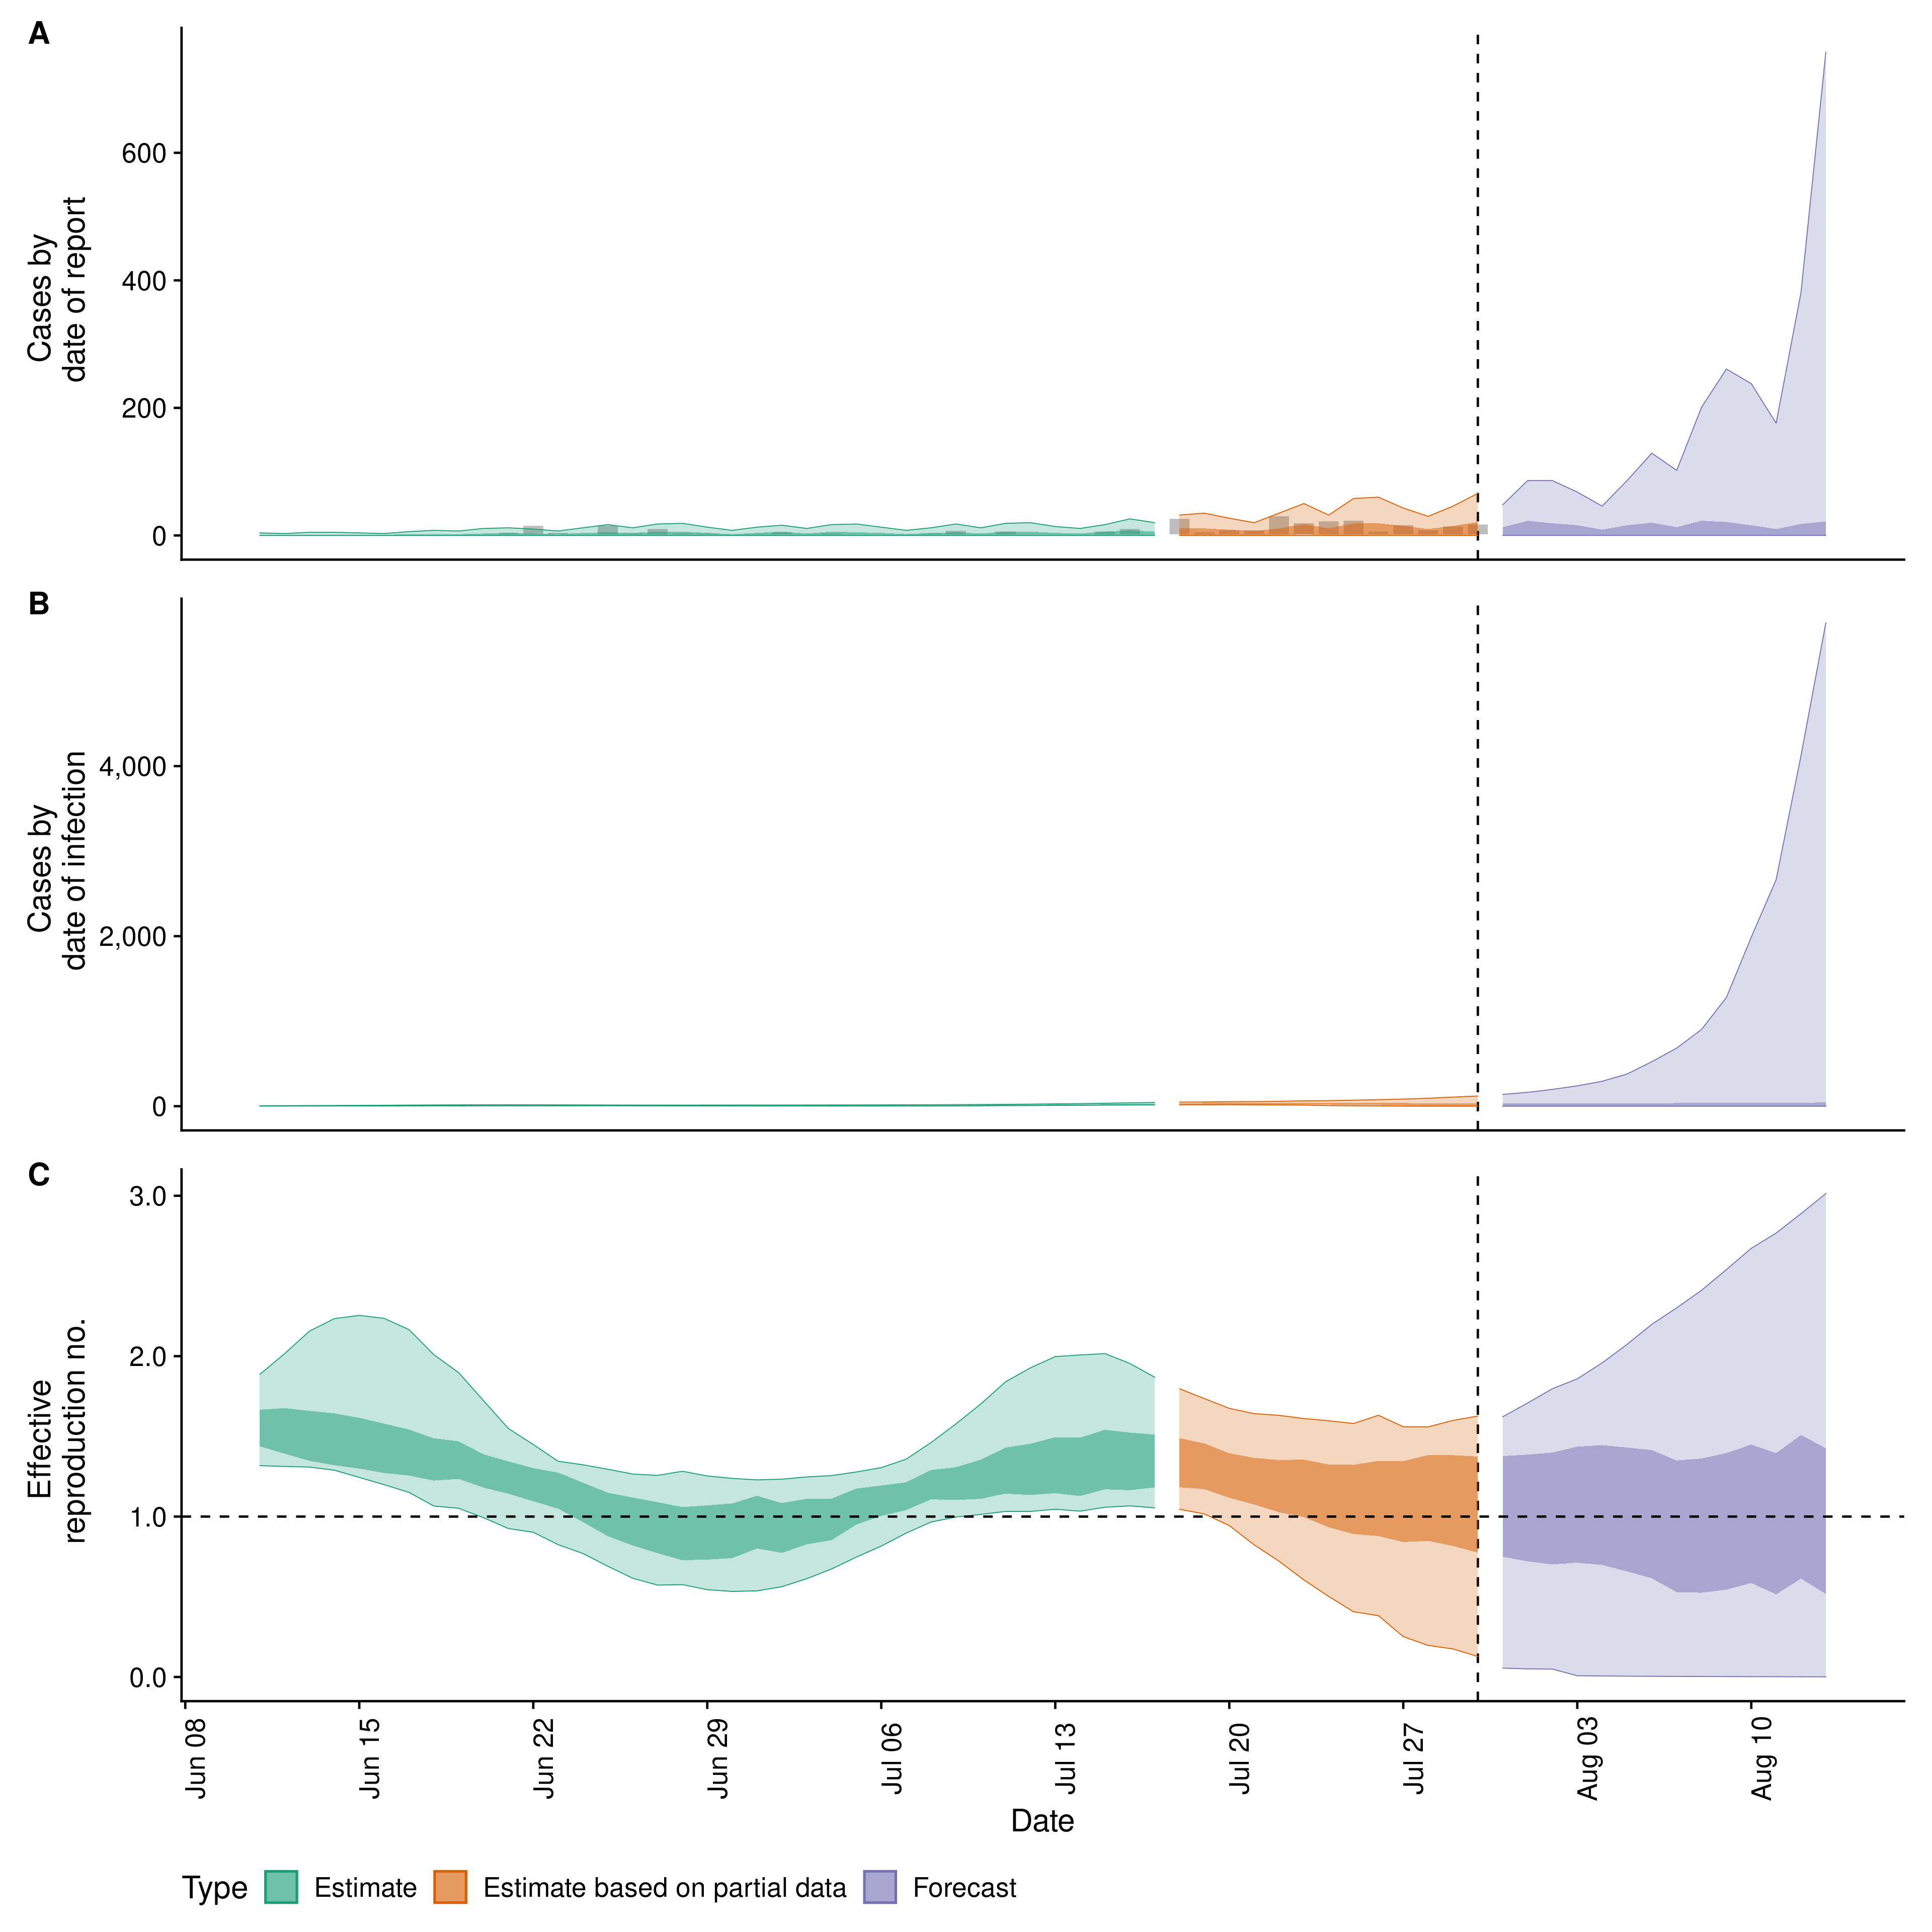 A
Cases by
date of report
600
400
200
0
B
Cases by
date of infection
4,000
2,000
0
C
Effective
reproduction no.
3.0
2.0
1.0
0.0
Jun 08
Jun 15
Jun 22
Jun 29
Jul 06
Jul 13
Jul 20
Jul 27
Aug 03
Aug 10
Date
Type
Estimate
Estimate based on partial data
Forecast